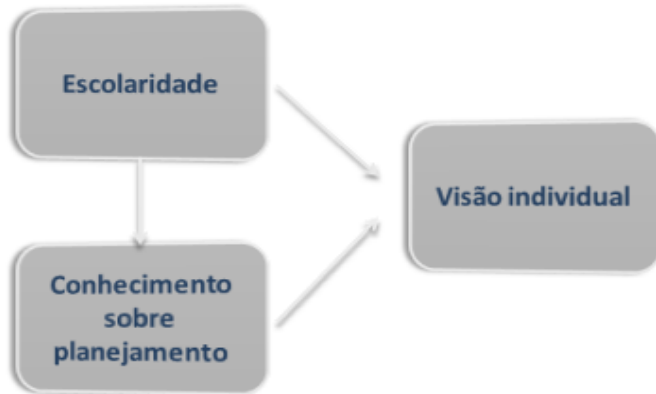 Escolaridade
Visão individual
Conhecimento
sobre
planejamento